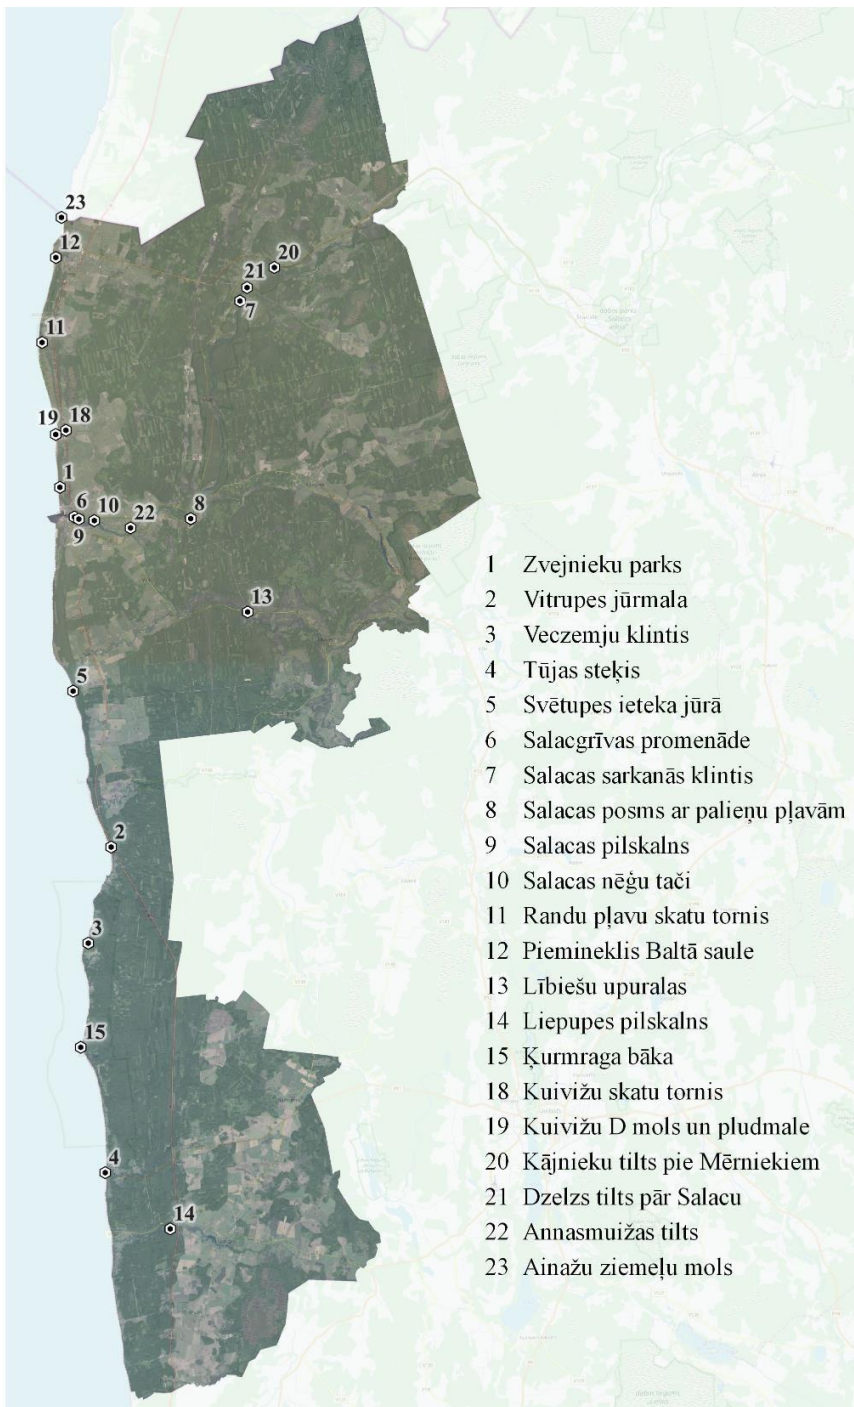 23
12
20
21
7
11
19 18
1
6 10 22 8
9
13
5
2
3
15
4
14
1 Zvejnieku parks
2 Vitrupes jūrmala
3 Veczemju klintis
4 Tūjas steķis
5 Svētupes ieteka jūrā
6 Salacgrīvas promenāde
7 Salacas sarkanās klintis
8 Salacas posms ar palieņu pļavām
9 Salacas pilskalns
10 Salacas nēģu tači
11 Randu pļavu skatu tornis
12 Piemineklis Baltā saule
13 Lībiešu upuralas
14 Liepupes pilskalns
15 Ķurmraga bāka
18 Kuivižu skatu tornis
19 Kuivižu D mols un pludmale
20 Kājnieku tilts pie Mērniekiem
21 Dzelzs tilts pār Salacu
22 Annasmuižas tilts
23 Ainažu ziemeļu mols